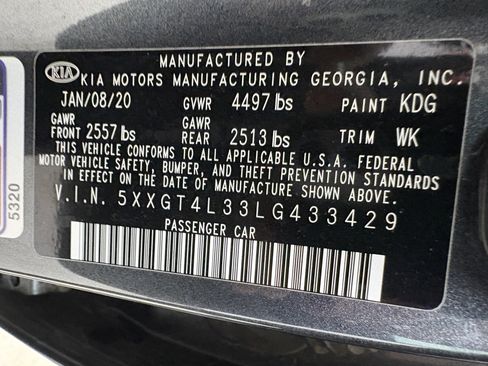 MANUFACTURED BY
KIA KIA MOTORS MANUFACTURING GEORGIA, INC.
JAN/08/20 GVWR 4497 lbs PAINT KDG
GAWR FRONT 2557 lbs GAWR REAR 2513 lbs TRIM WK
THIS VEHICLE CONFORMS TO ALL APPLICABLE U.S.A. FEDERAL
MOTOR VEHICLE SAFETY, BUMPER, AND THEFT PREVENTION STANDARDS
IN EFFECT ON THE DATE OF MANUFACTURE SHOWN ABOVE.
V.I.N. 5XXGT4L33LG433429
PASSENGER CAR
5320